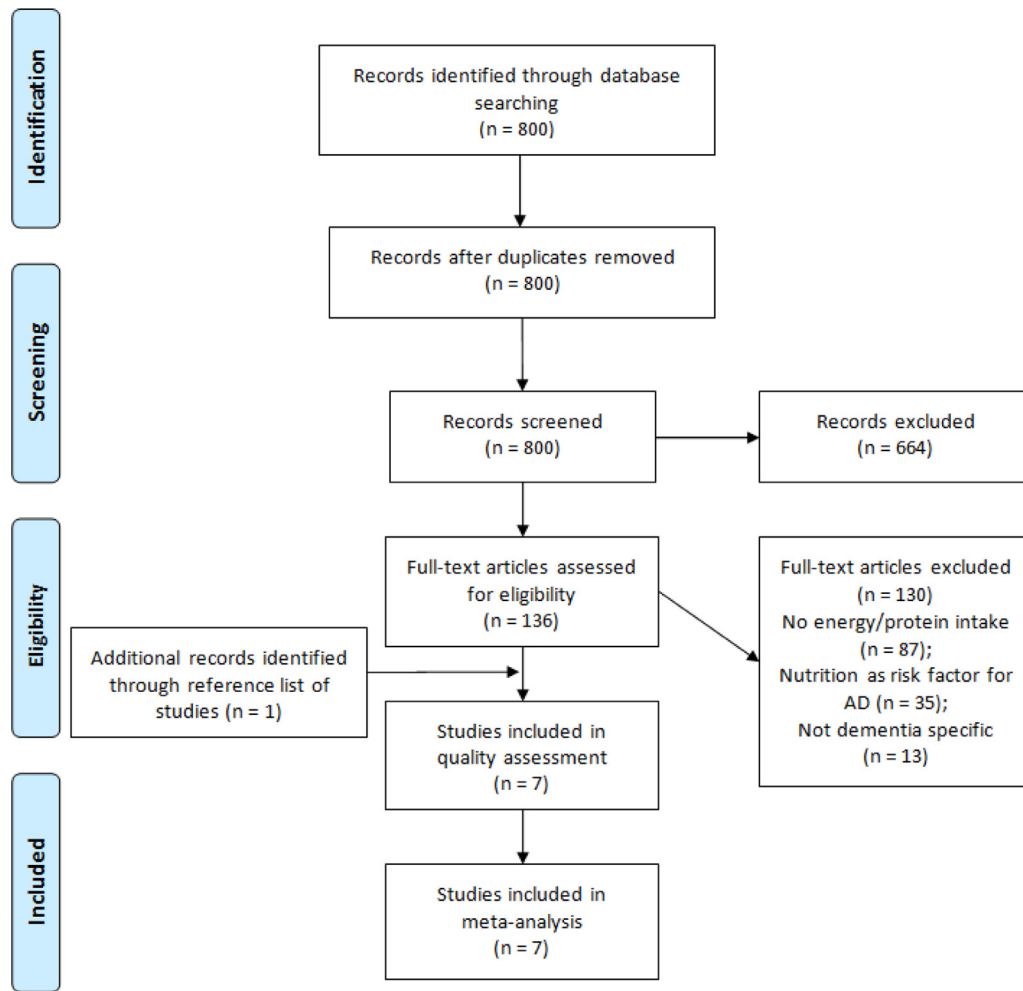 Identification
Records identified through database
searching
(n = 800)
Records after duplicates removed
(n = 800)
Screening
Records screened
(n = 800)
Records excluded
(n = 664)
Eligibility
Full-text articles assessed
for eligibility
(n = 136)
Full-text articles excluded
(n = 130)
No energy/protein intake
(n = 87);
Nutrition as risk factor for
AD (n = 35);
Not dementia specific
(n = 13)
Additional records identified
through reference list of
studies (n = 1)
Studies included in
quality assessment
(n = 7)
Included
Studies included in
meta-analysis
(n = 7)